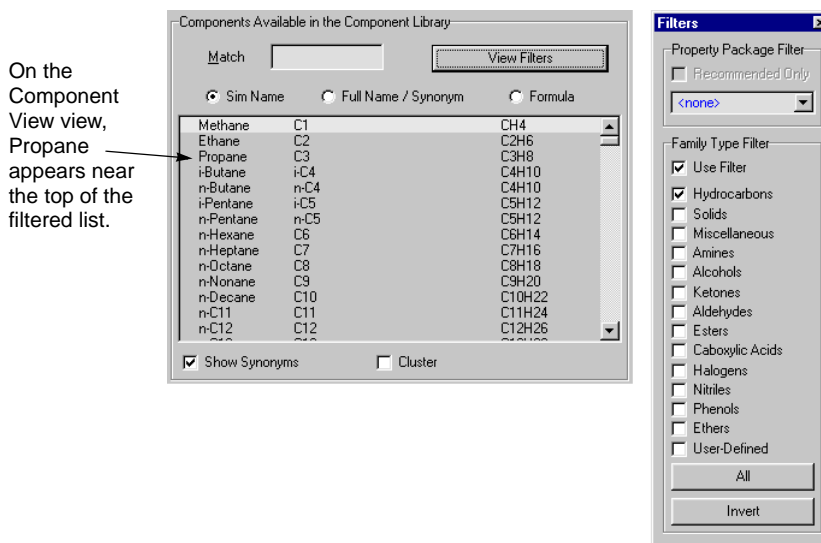 On the
Component
View view,
Propane
appears near
the top of the
filtered list.
Components Available in the Component Library
Match
View Filters
Sim Name Full Name / Synonym Formula
Methane C1 CH4
Ethane C2 C2H6
Propane C3 C3H8
i-Butane i-C4 C4H10
n-Butane n-C4 C4H10
i-Pentane i-C5 C5H12
n-Pentane n-C5 C5H12
n-Hexane C6 C6H14
n-Heptane C7 C7H16
n-Octane C8 C8H18
n-Nonane C9 C9H20
n-Decane C10 C10H22
n-C11 C11 C11H24
n-C12 C12 C12H26
Show Synonyms Cluster
Filters
Property Package Filter
Recommended Only
<none>
Family Type Filter
Use Filter
Hydrocarbons
Solids
Miscellaneous
Amines
Alcohols
Ketones
Aldehydes
Esters
Caboxylic Acids
Halogens
Nitriles
Phenols
Ethers
User-Defined
All
Invert